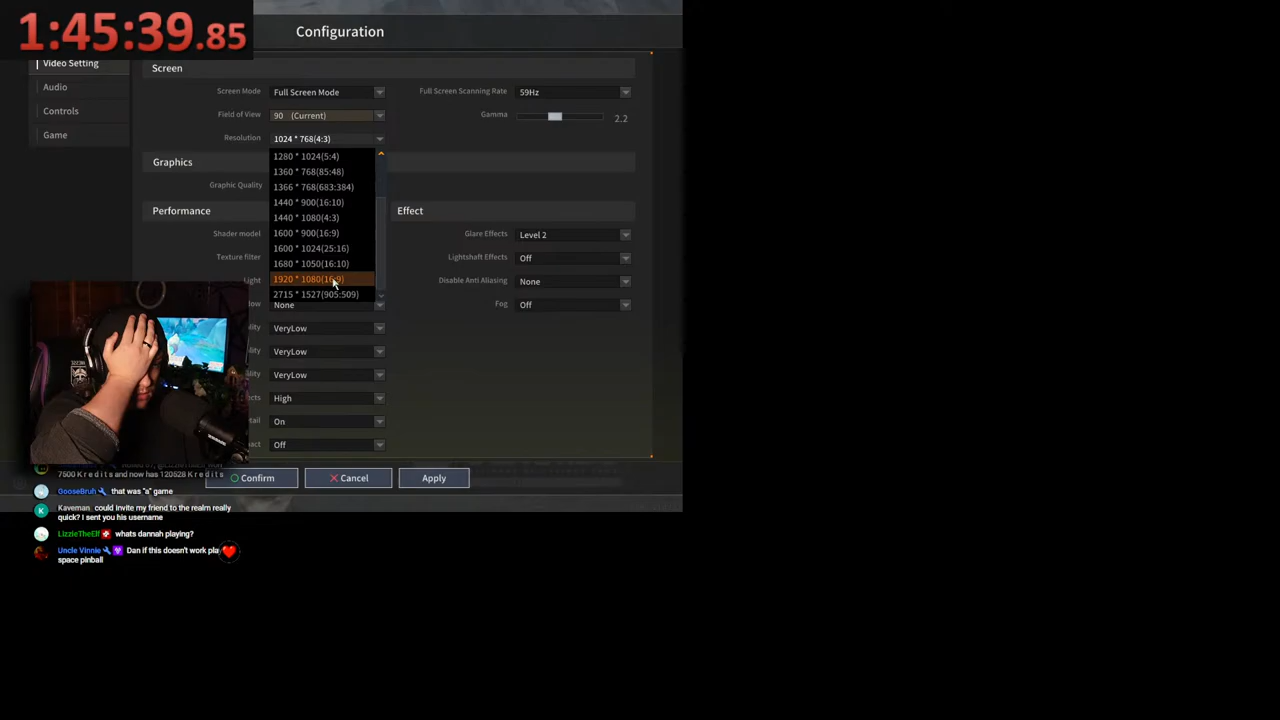 1:45:39.85
Configuration
Video Setting
Audio
Controls
Game
Screen
Screen Mode Full Screen Mode Full Screen Scanning Rate 59Hz
Field of View 90 (Current) Gamma 2.2
Resolution 1024 * 768(4:3)
1280 * 1024(5:4)
1360 * 768(85:48)
1366 * 768(683:384)
1440 * 900(16:10)
1440 * 1080(4:3)
1600 * 900(16:9)
1600 * 1024(25:16)
1680 * 1050(16:10)
1920 * 1080(16:9)
2715 * 1527(905:509)
Graphics
Graphic Quality
Performance
Shader model
Texture filter
Light
None
VeryLow
VeryLow
VeryLow
High
On
Off
Effect
Glare Effects Level 2
Lightshaft Effects Off
Disable Anti Aliasing None
Fog Off
Confirm Cancel Apply
7500 Kredits and now has 120528 Kredits
GooseBruh that was "a" game
Kaveman: could invite my friend to the realm really
quick? I sent you his username
LizzieTheElf whats dannah playing?
Uncle Vinnie Dan if this doesn't work play
space pinball